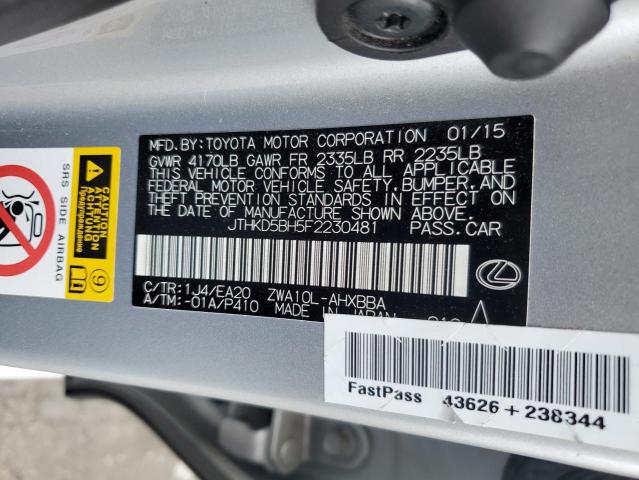 MFD.BY:TOYOTA MOTOR CORPORATION 01/15
GVWR 4170LB GAWR FR 2335LB RR 2235LB
THIS VEHICLE CONFORMS TO ALL APPLICABLE
FEDERAL MOTOR VEHICLE SAFETY,BUMPER,AND
THEFT PREVENTION STANDARDS IN EFFECT ON
THE DATE OF MANUFACTURE SHOWN ABOVE.
JTHKD5BH5F2230481 PASS.CAR
C/TR:1J4/EA20 ZWA10L-AHXBBA
A/TM:-01A/P410 MADE IN JAPAN
SRS SIDE AIRBAG
CAUTION
ATTENTION
Предупреждение
9
FastPass 43626+238344